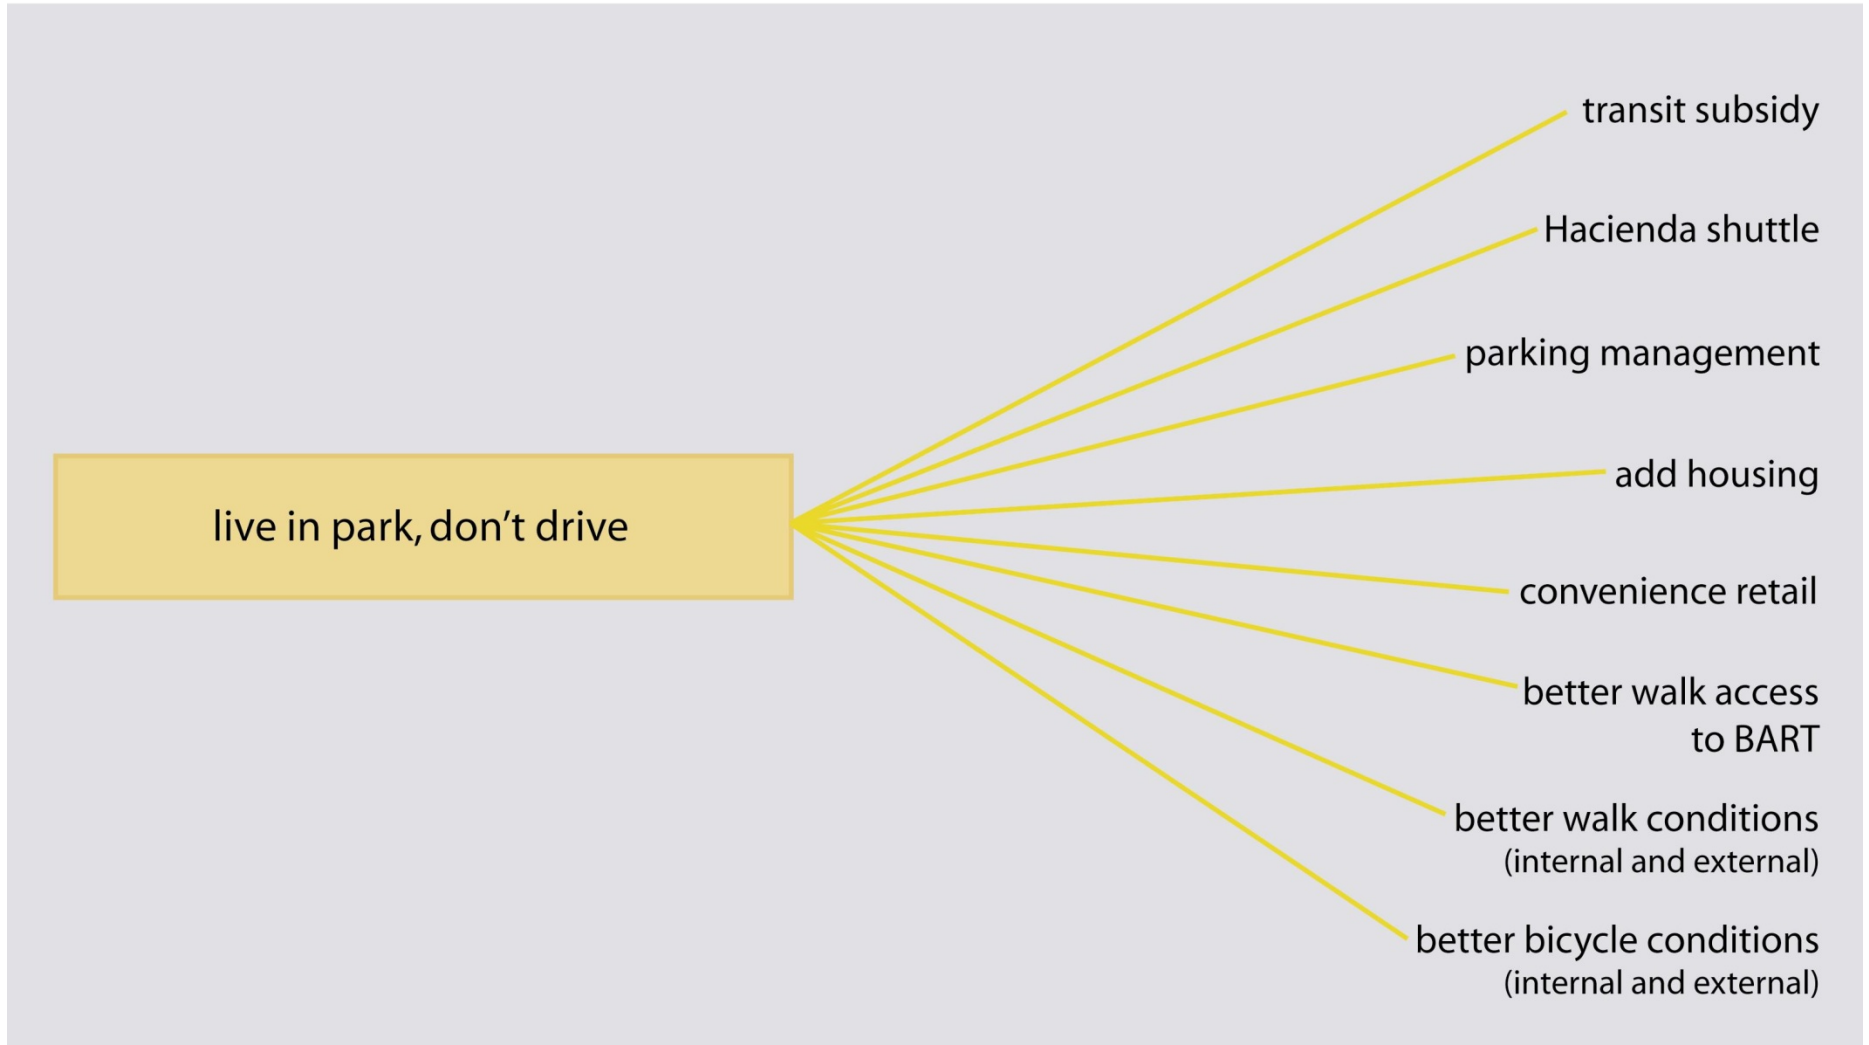 transit subsidy
Hacienda shuttle
parking management
add housing
live in park, don’t drive
convenience retail
better walk access
to BART
better walk conditions
(internal and external)
better bicycle conditions
(internal and external)